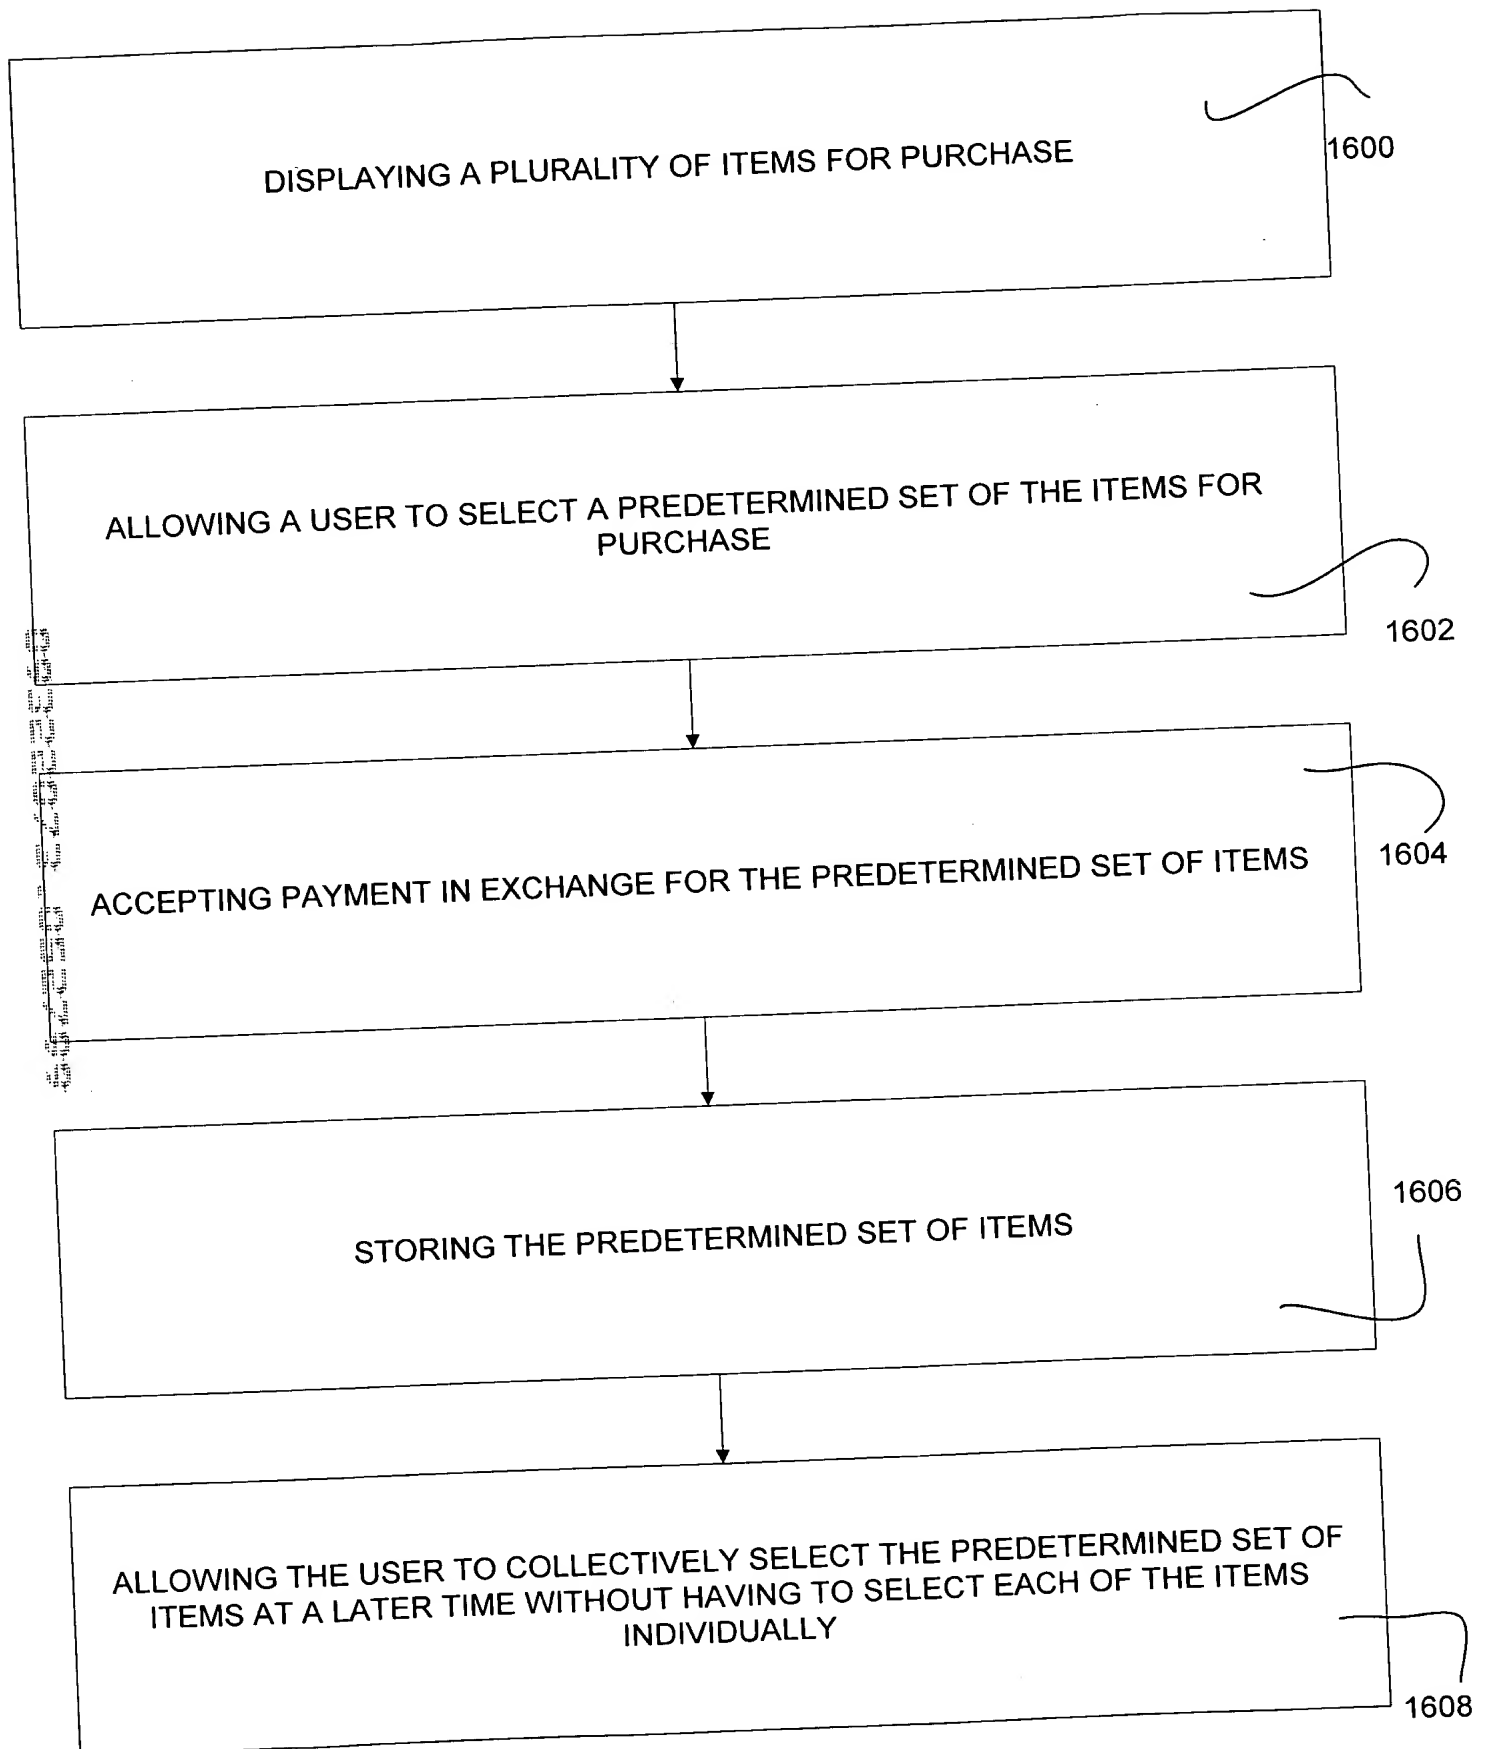 DISPLAYING A PLURALITY OF ITEMS FOR PURCHASE
1600
ALLOWING A USER TO SELECT A PREDETERMINED SET OF THE ITEMS FOR
PURCHASE
1602
ACCEPTING PAYMENT IN EXCHANGE FOR THE PREDETERMINED SET OF ITEMS
1604
STORING THE PREDETERMINED SET OF ITEMS
1606
ALLOWING THE USER TO COLLECTIVELY SELECT THE PREDETERMINED SET OF
ITEMS AT A LATER TIME WITHOUT HAVING TO SELECT EACH OF THE ITEMS
INDIVIDUALLY
1608